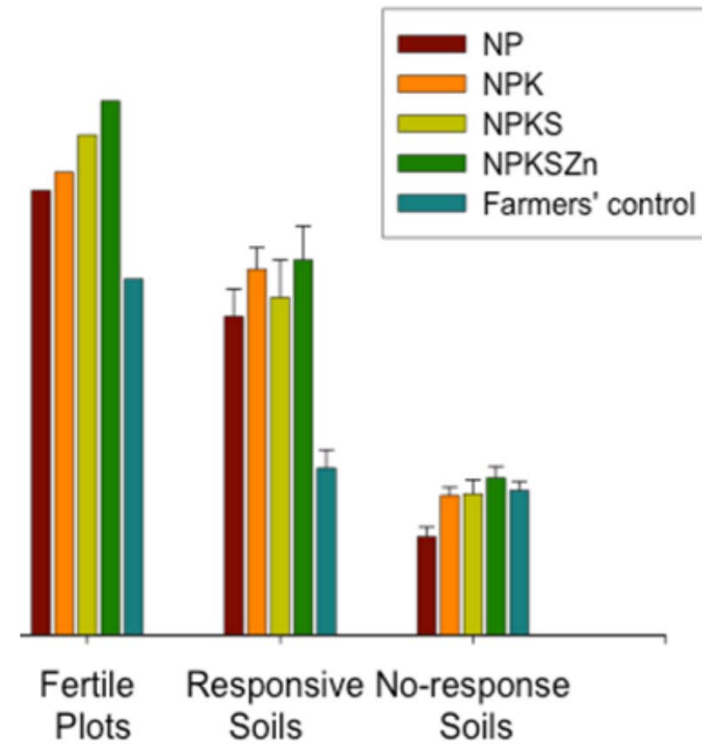 NP
NPK
NPKS
NPKSZn
Farmers' control
Fertile
Plots
Responsive
Soils
No-response
Soils